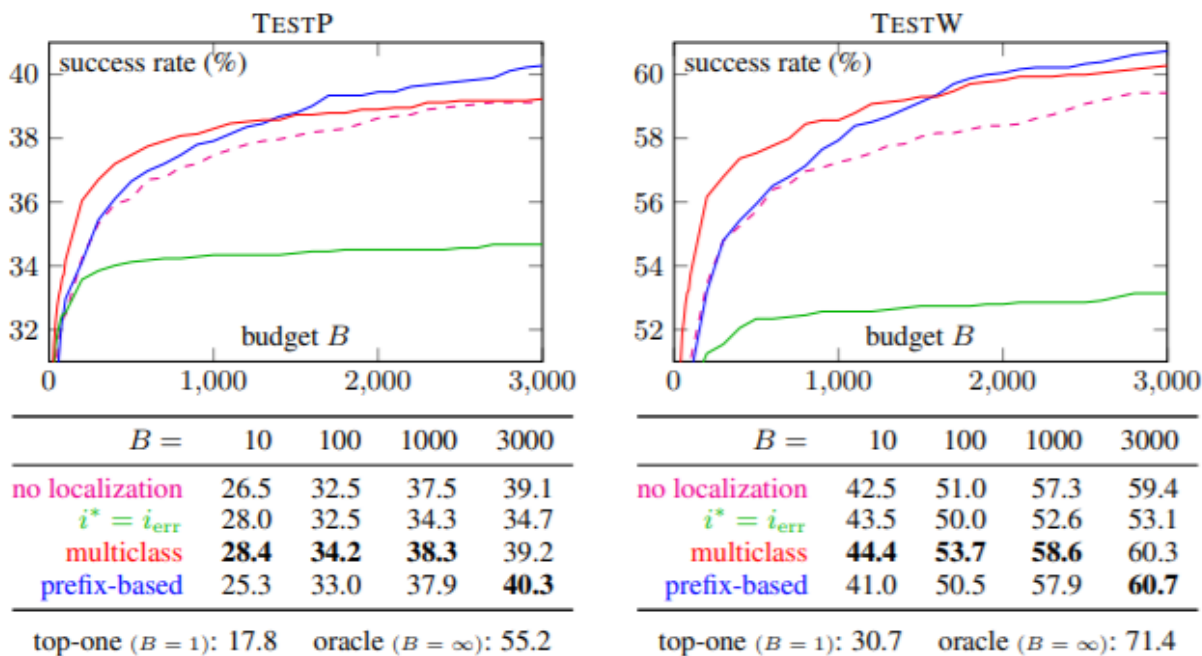 TESTP
success rate (%)
40
38
36
34
32
budget B
0 1,000 2,000 3,000
B = 10 100 1000 3000
no localization 26.5 32.5 37.5 39.1
i* = i_err 28.0 32.5 34.3 34.7
multiclass 28.4 34.2 38.3 39.2
prefix-based 25.3 33.0 37.9 40.3
top-one (B = 1): 17.8 oracle (B = ∞): 55.2
TESTW
success rate (%)
60
58
56
54
52
budget B
0 1,000 2,000 3,000
B = 10 100 1000 3000
no localization 42.5 51.0 57.3 59.4
i* = i_err 43.5 50.0 52.6 53.1
multiclass 44.4 53.7 58.6 60.3
prefix-based 41.0 50.5 57.9 60.7
top-one (B = 1): 30.7 oracle (B = ∞): 71.4